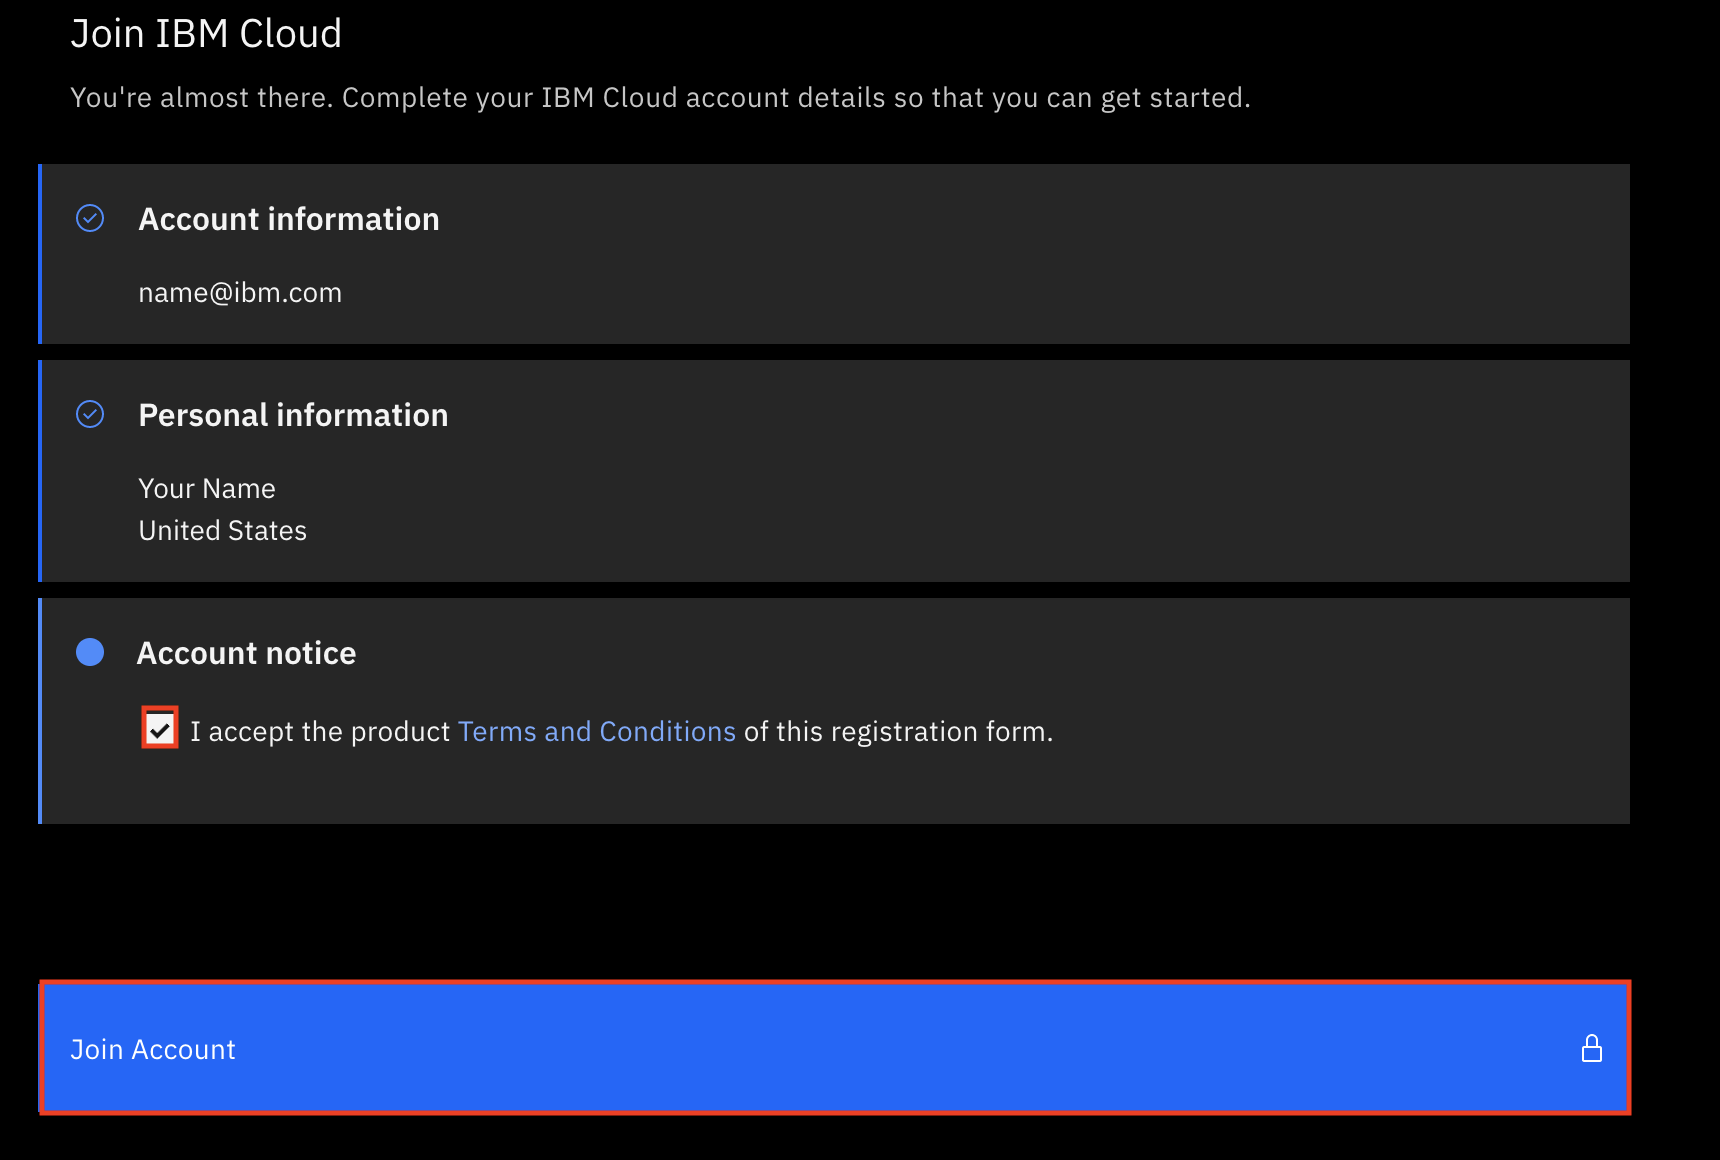 Join IBM Cloud
You're almost there. Complete your IBM Cloud account details so that you can get started.
Account information
name@ibm.com
Personal information
Your Name
United States
Account notice
I accept the product Terms and Conditions of this registration form.
Join Account